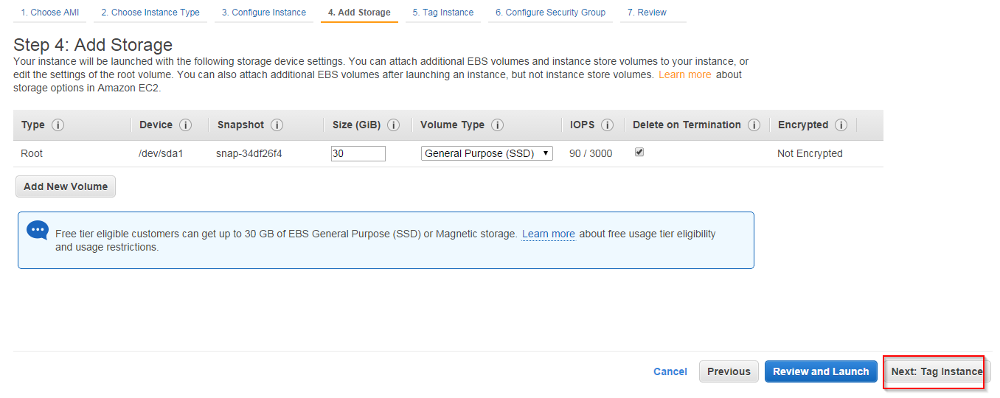 1. Choose AMI 2. Choose Instance Type 3. Configure Instance 4. Add Storage 5. Tag Instance 6. Configure Security Group 7. Review
Step 4: Add Storage
Your instance will be launched with the following storage device settings. You can attach additional EBS volumes and instance store volumes to your instance, or
edit the settings of the root volume. You can also attach additional EBS volumes after launching an instance, but not instance store volumes. Learn more about
storage options in Amazon EC2.
Type i Device i Snapshot i Size (GiB) i Volume Type i IOPS i Delete on Termination i Encrypted i
Root /dev/sda1 snap-34df26f4 30 General Purpose (SSD) 90 / 3000 Not Encrypted
Add New Volume
Free tier eligible customers can get up to 30 GB of EBS General Purpose (SSD) or Magnetic storage. Learn more about free usage tier eligibility
and usage restrictions.
Cancel Previous Review and Launch Next: Tag Instance